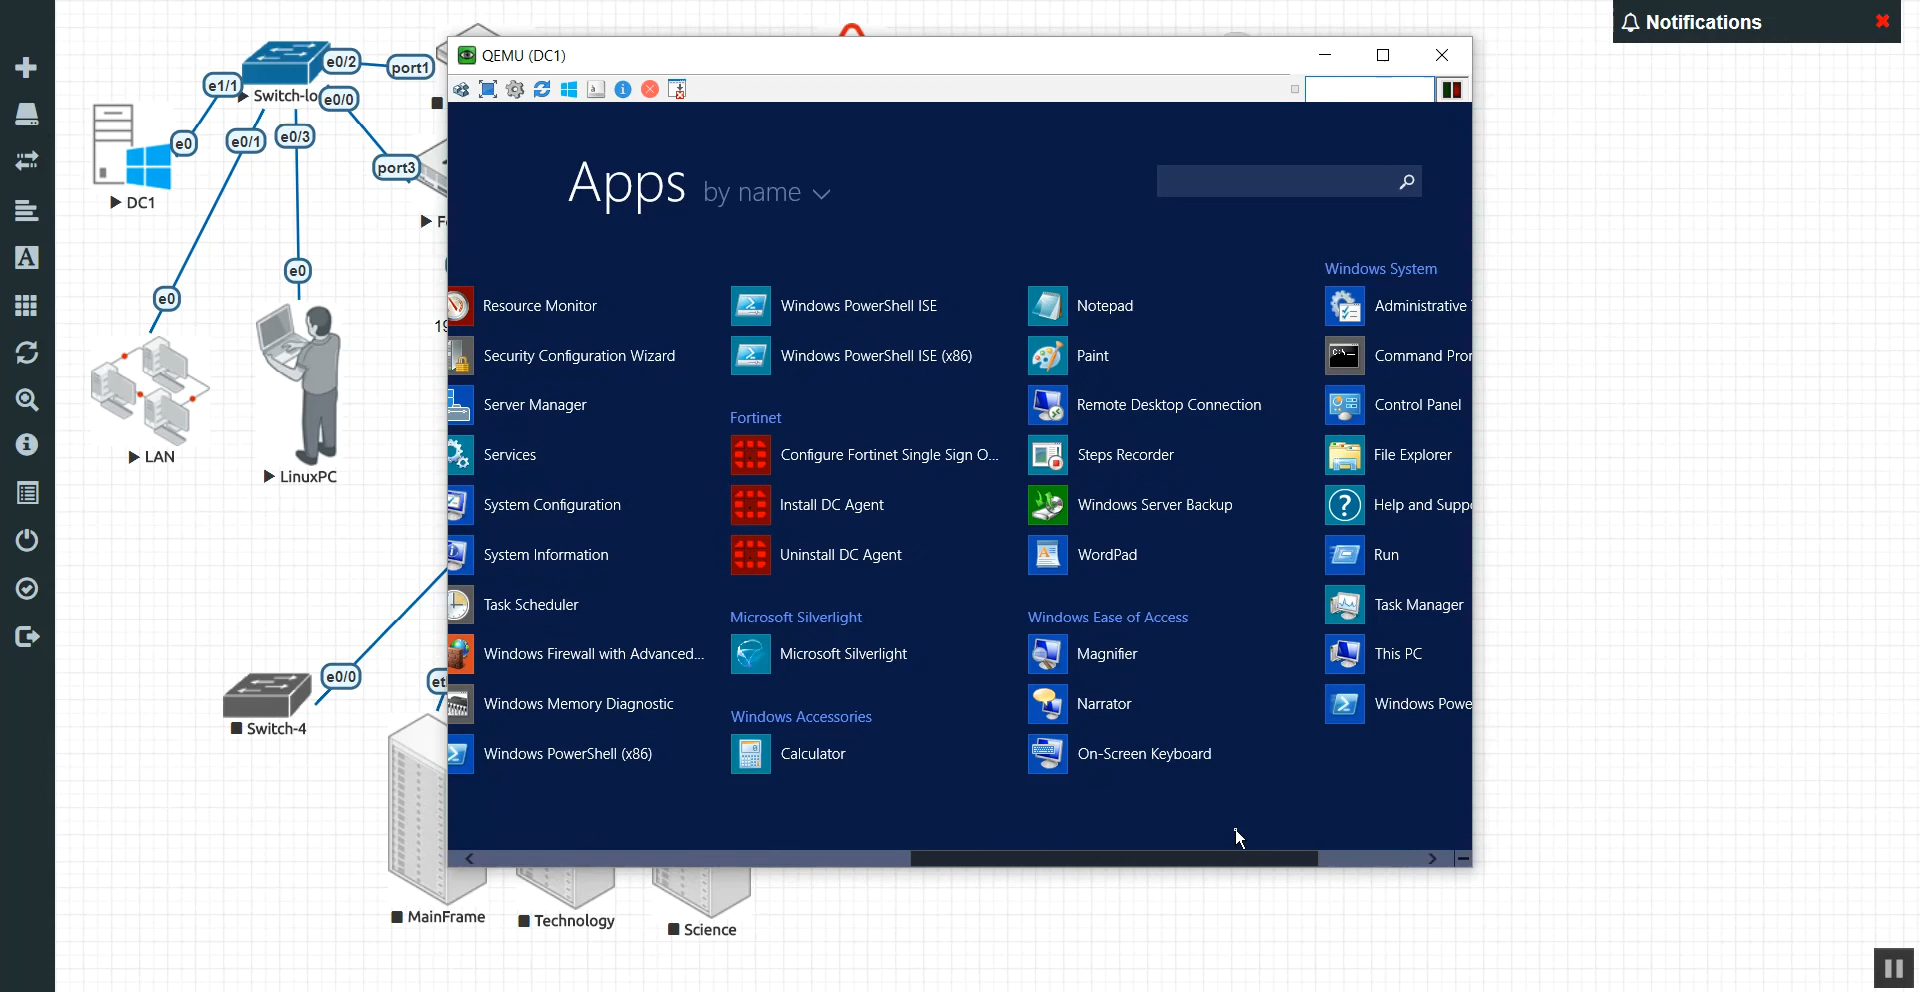 Notifications
QEMU (DC1)
e0/2
port1
e1/1
Switch-lo
e0/0
e0
e0/1
e0/3
port3
DC1
e0
e0
LAN
LinuxPC
e0/0
Switch-4
MainFrame
Technology
Science
Apps by name
Resource Monitor
Security Configuration Wizard
Server Manager
Services
System Configuration
System Information
Task Scheduler
Windows Firewall with Advanced...
Windows Memory Diagnostic
Windows PowerShell (x86)
Windows PowerShell ISE
Windows PowerShell ISE (x86)
Fortinet
Configure Fortinet Single Sign O...
Install DC Agent
Uninstall DC Agent
Microsoft Silverlight
Microsoft Silverlight
Windows Accessories
Calculator
Notepad
Paint
Remote Desktop Connection
Steps Recorder
Windows Server Backup
WordPad
Windows Ease of Access
Magnifier
Narrator
On-Screen Keyboard
Windows System
Administrative
Command Pro
Control Panel
File Explorer
Help and Supp
Run
Task Manager
This PC
Windows Powe